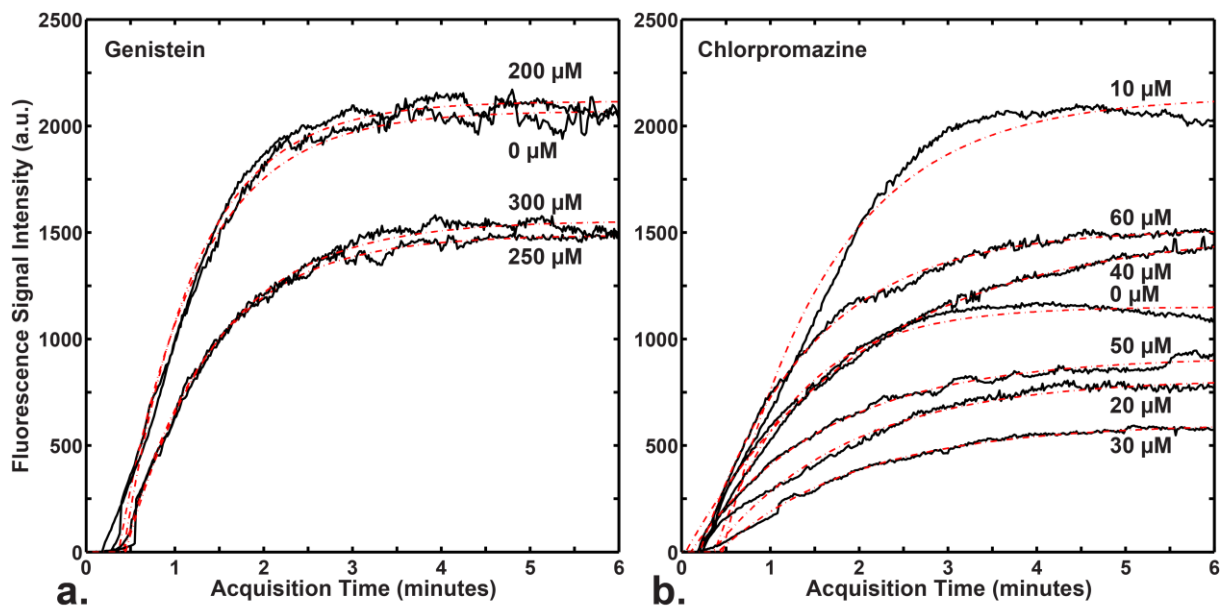 Genistein
Fluorescence Signal Intensity (a.u.)
2500
2000
1500
1000
500
0
200 µM
0 µM
300 µM
250 µM
0 1 2 3 4 5 6
Acquisition Time (minutes)
a.
Chlorpromazine
2500
2000
1500
1000
500
0
10 µM
60 µM
40 µM
0 µM
50 µM
20 µM
30 µM
0 1 2 3 4 5 6
Acquisition Time (minutes)
b.